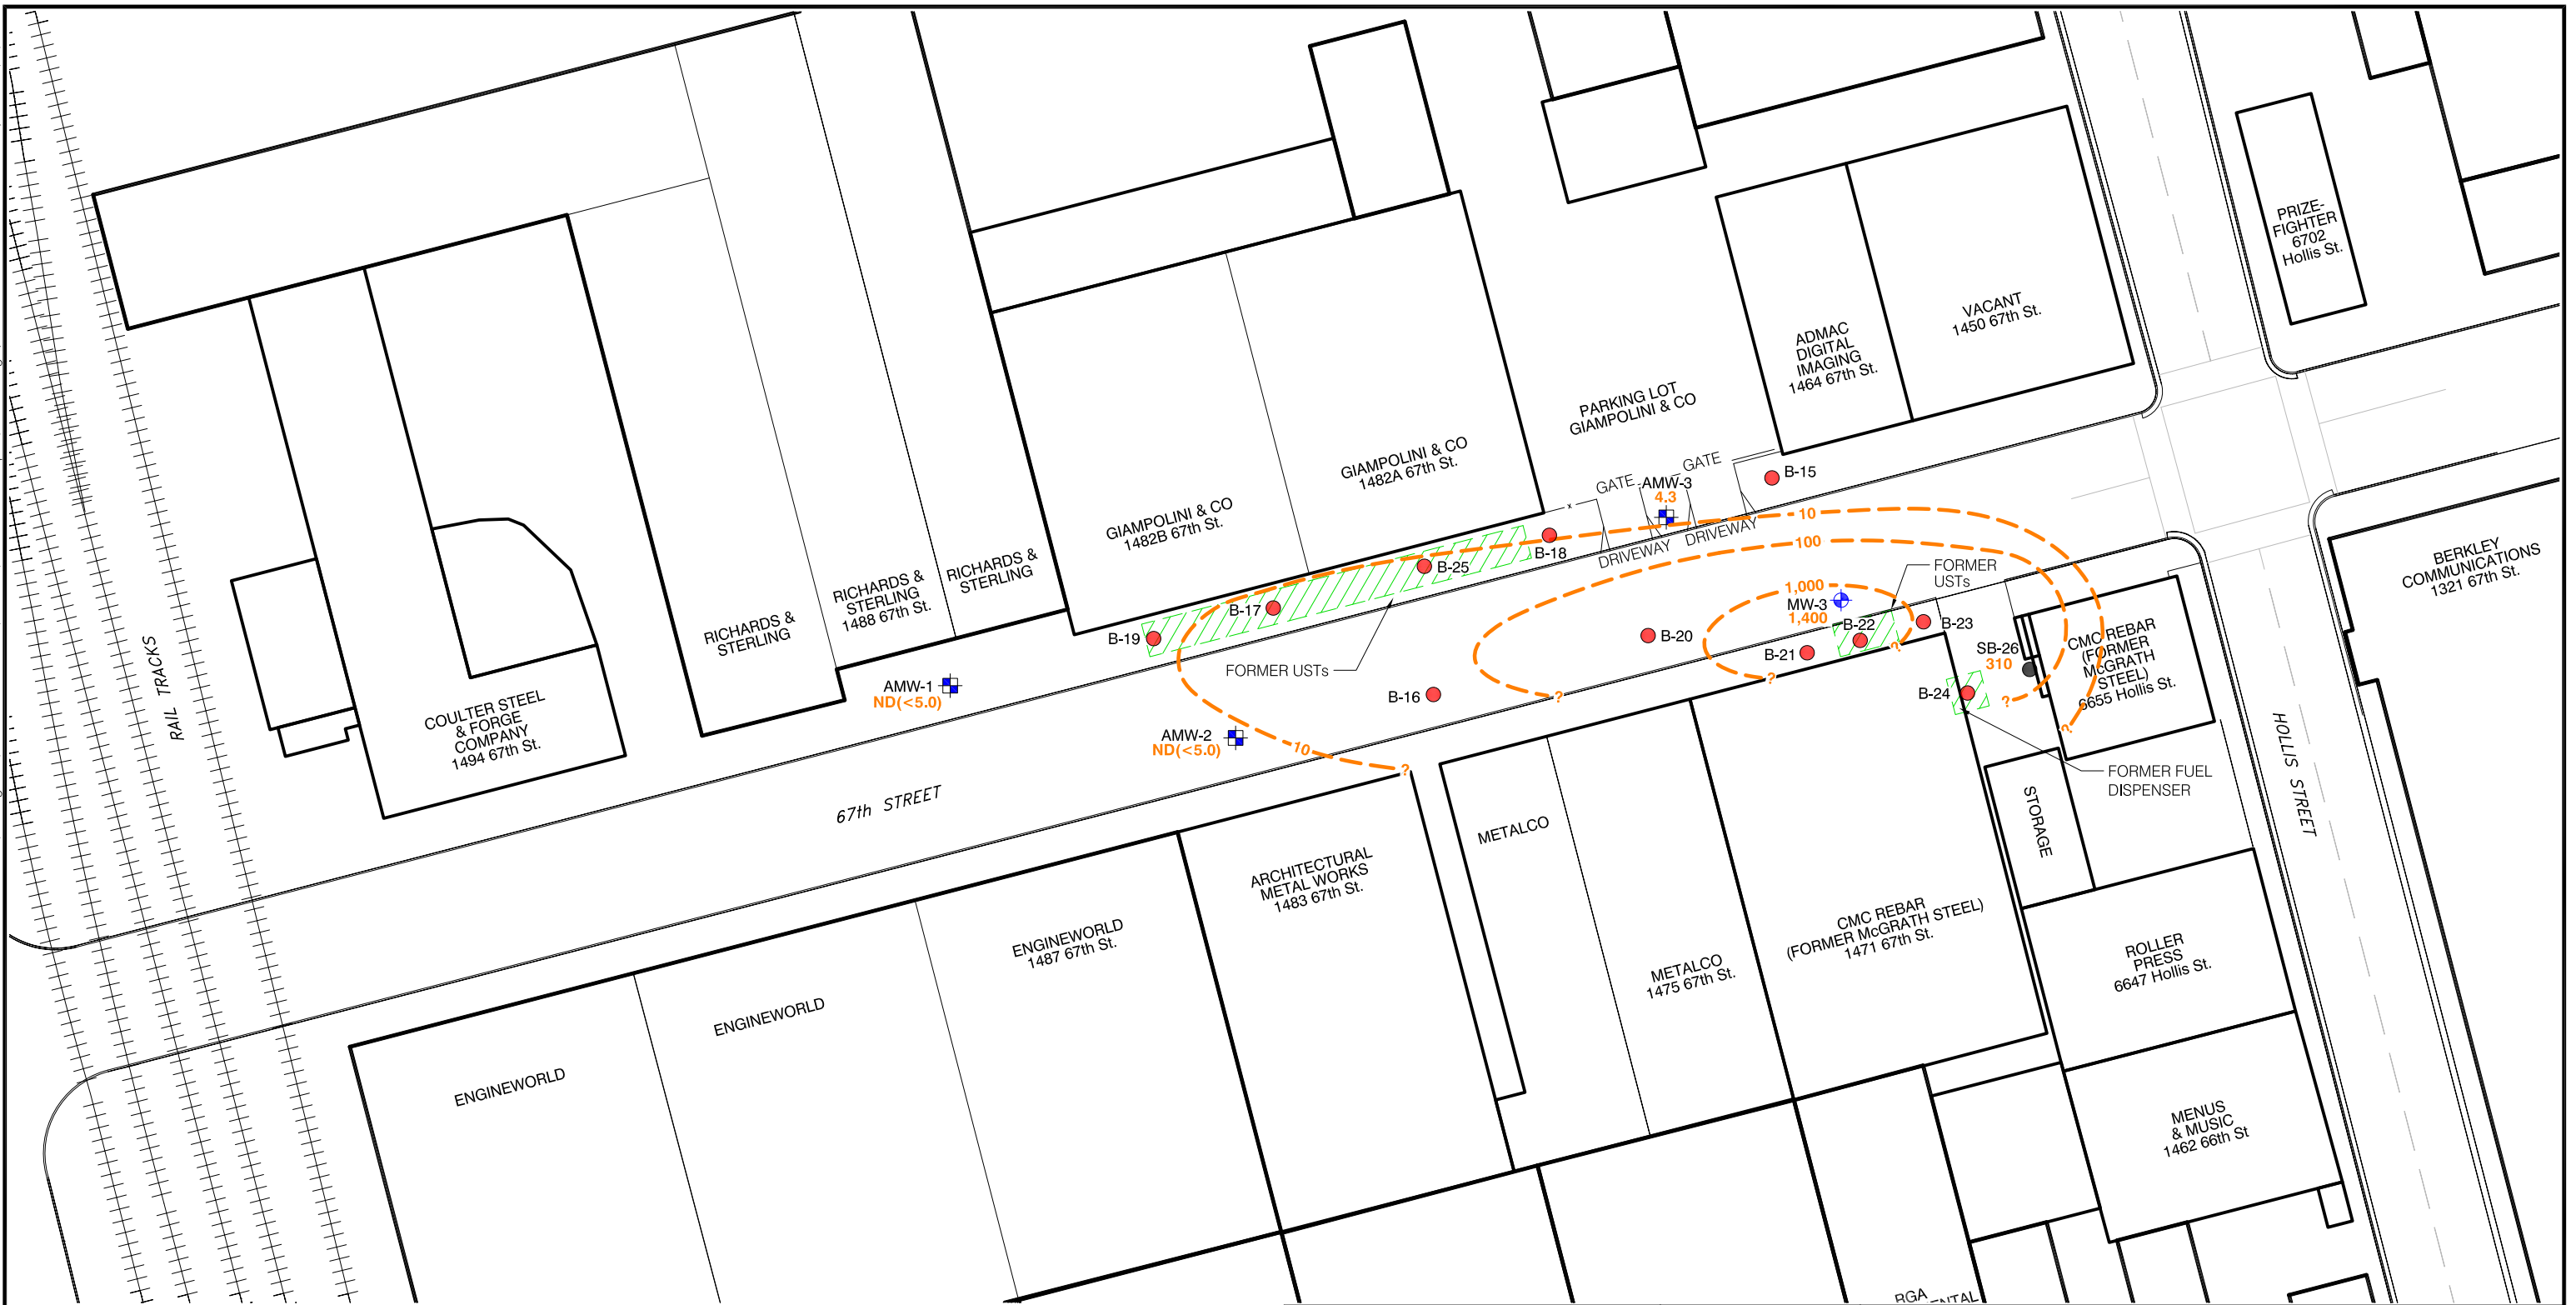 PRIZE-
FIGHTER
6702
Hollis St.
VACANT
1450 67th St.
ADMAC
DIGITAL
IMAGING
1464 67th St.
PARKING LOT
GIAMPOLINI & CO
GIAMPOLINI & CO
1482A 67th St.
GIAMPOLINI & CO
1482B 67th St.
GATE
GATE
AMW-3
4.3
B-15
10
B-18
DRIVEWAY
DRIVEWAY
100
B-25
FORMER
USTs
BERKLEY
COMMUNICATIONS
1321 67th St.
RICHARDS &
STERLING
RICHARDS &
STERLING
1488 67th St.
RICHARDS &
STERLING
B-17
B-19
1,000
MW-3
1,400
B-22
B-23
B-20
B-21
?
SB-26
310
CMC REBAR
(FORMER
McGRATH
STEEL)
6655 Hollis St.
FORMER USTs
AMW-1
ND(<5.0)
B-16
?
?
B-24
?
?
RAIL TRACKS
COULTER STEEL
& FORGE
COMPANY
1494 67th St.
AMW-2
ND(<5.0)
10
?
FORMER FUEL
DISPENSER
HOLLIS STREET
67th STREET
STORAGE
METALCO
ARCHITECTURAL
METAL WORKS
1483 67th St.
ENGINEWORLD
1487 67th St.
CMC REBAR
(FORMER McGRATH STEEL)
1471 67th St.
METALCO
1475 67th St.
ROLLER
PRESS
6647 Hollis St.
ENGINEWORLD
ENGINEWORLD
MENUS
& MUSIC
1462 66th St
RGA